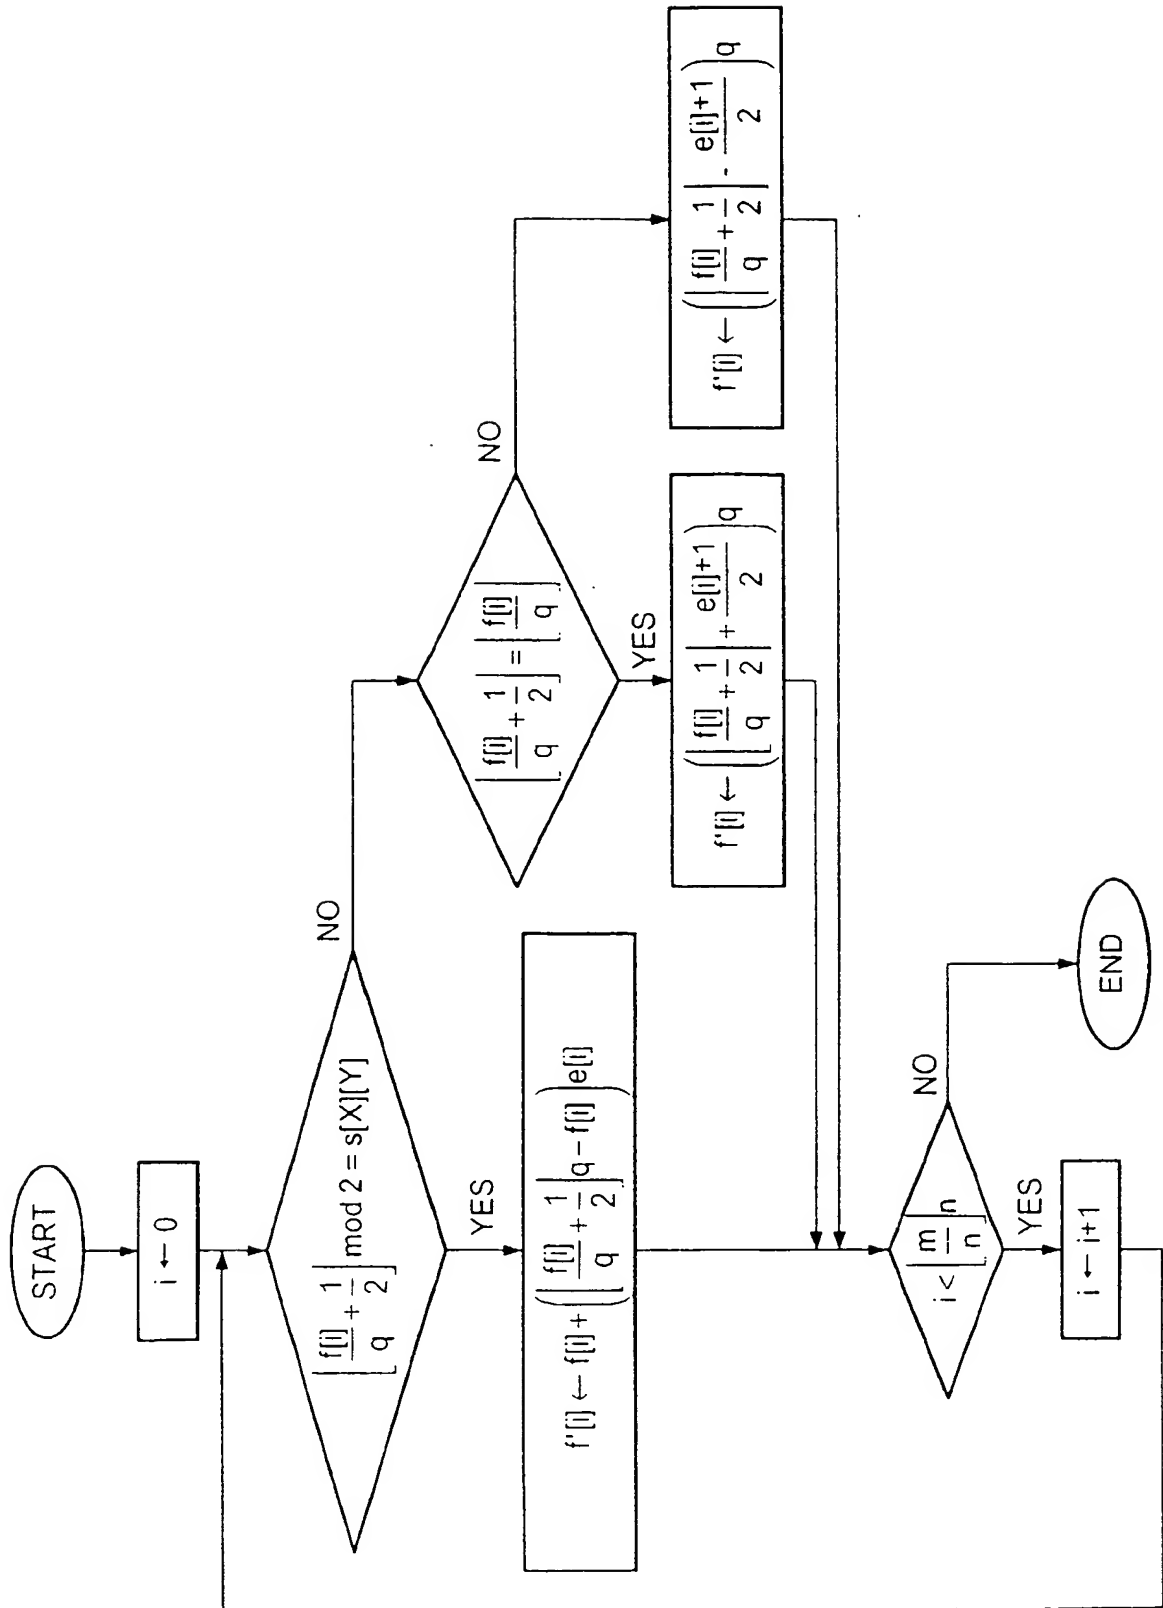 START
i ← 0
⌊f[i]/q + 1/2⌋ mod 2 = s[X][Y]
NO
YES
⌊f[i]/q + 1/2⌋ = ⌊f[i]/q⌋
NO
YES
f'[i] ← f[i] + (⌊f[i]/q + 1/2⌋q − f[i])e[i]
f'[i] ← (⌊f[i]/q + 1/2⌋ + e[i]+1/2)q
f'[i] ← (⌊f[i]/q + 1/2⌋ - e[i]+1/2)q
i < ⌊m/n⌋n
NO
YES
i ← i+1
END